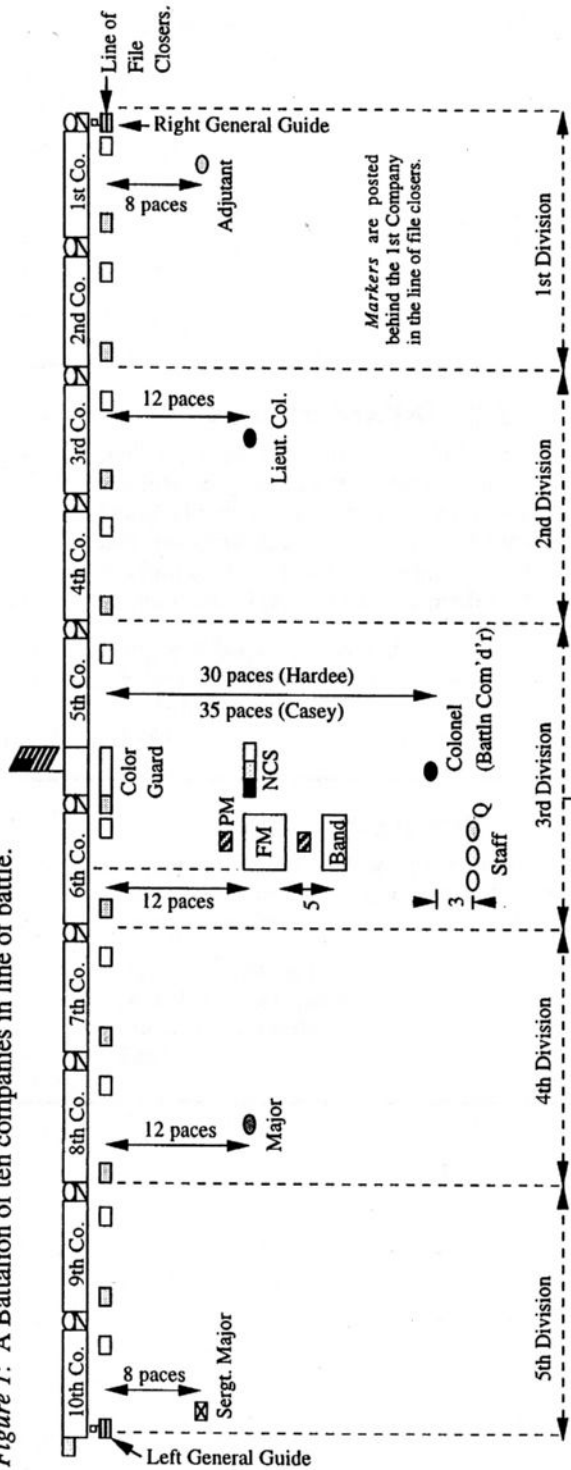 Figure 1: A Battalion of ten companies in line of battle.
10th Co.
9th Co.
8th Co.
7th Co.
6th Co.
5th Co.
4th Co.
3rd Co.
2nd Co.
1st Co.
Line of
File
Closers.
Left General Guide
8 paces
Sergt. Major
12 paces
Major
12 paces
PM
FM
5
Band
3
Q
Staff
Color
Guard
NCS
30 paces (Hardee)
35 paces (Casey)
Colonel
(Battln Com'd'r)
12 paces
Lieut. Col.
8 paces
Adjutant
Right General Guide
Markers are posted
behind the 1st Company
in the line of file closers.
5th Division
4th Division
3rd Division
2nd Division
1st Division